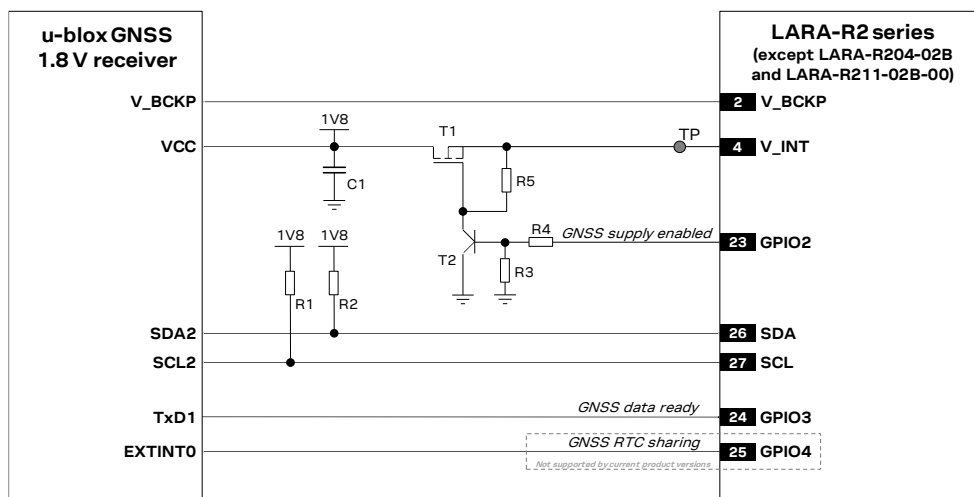 u-blox GNSS
1.8 V receiver
LARA-R2 series
(except LARA-R204-02B
and LARA-R211-02B-00)
V_BCKP
2 V_BCKP
1V8
T1
TP
VCC
4 V_INT
C1
R5
1V8
1V8
R4
GNSS supply enabled
23 GPIO2
T2
R3
R1
R2
SDA2
26 SDA
SCL2
27 SCL
TxD1
GNSS data ready
24 GPIO3
EXTINT0
GNSS RTC sharing
25 GPIO4
Not supported by current product versions